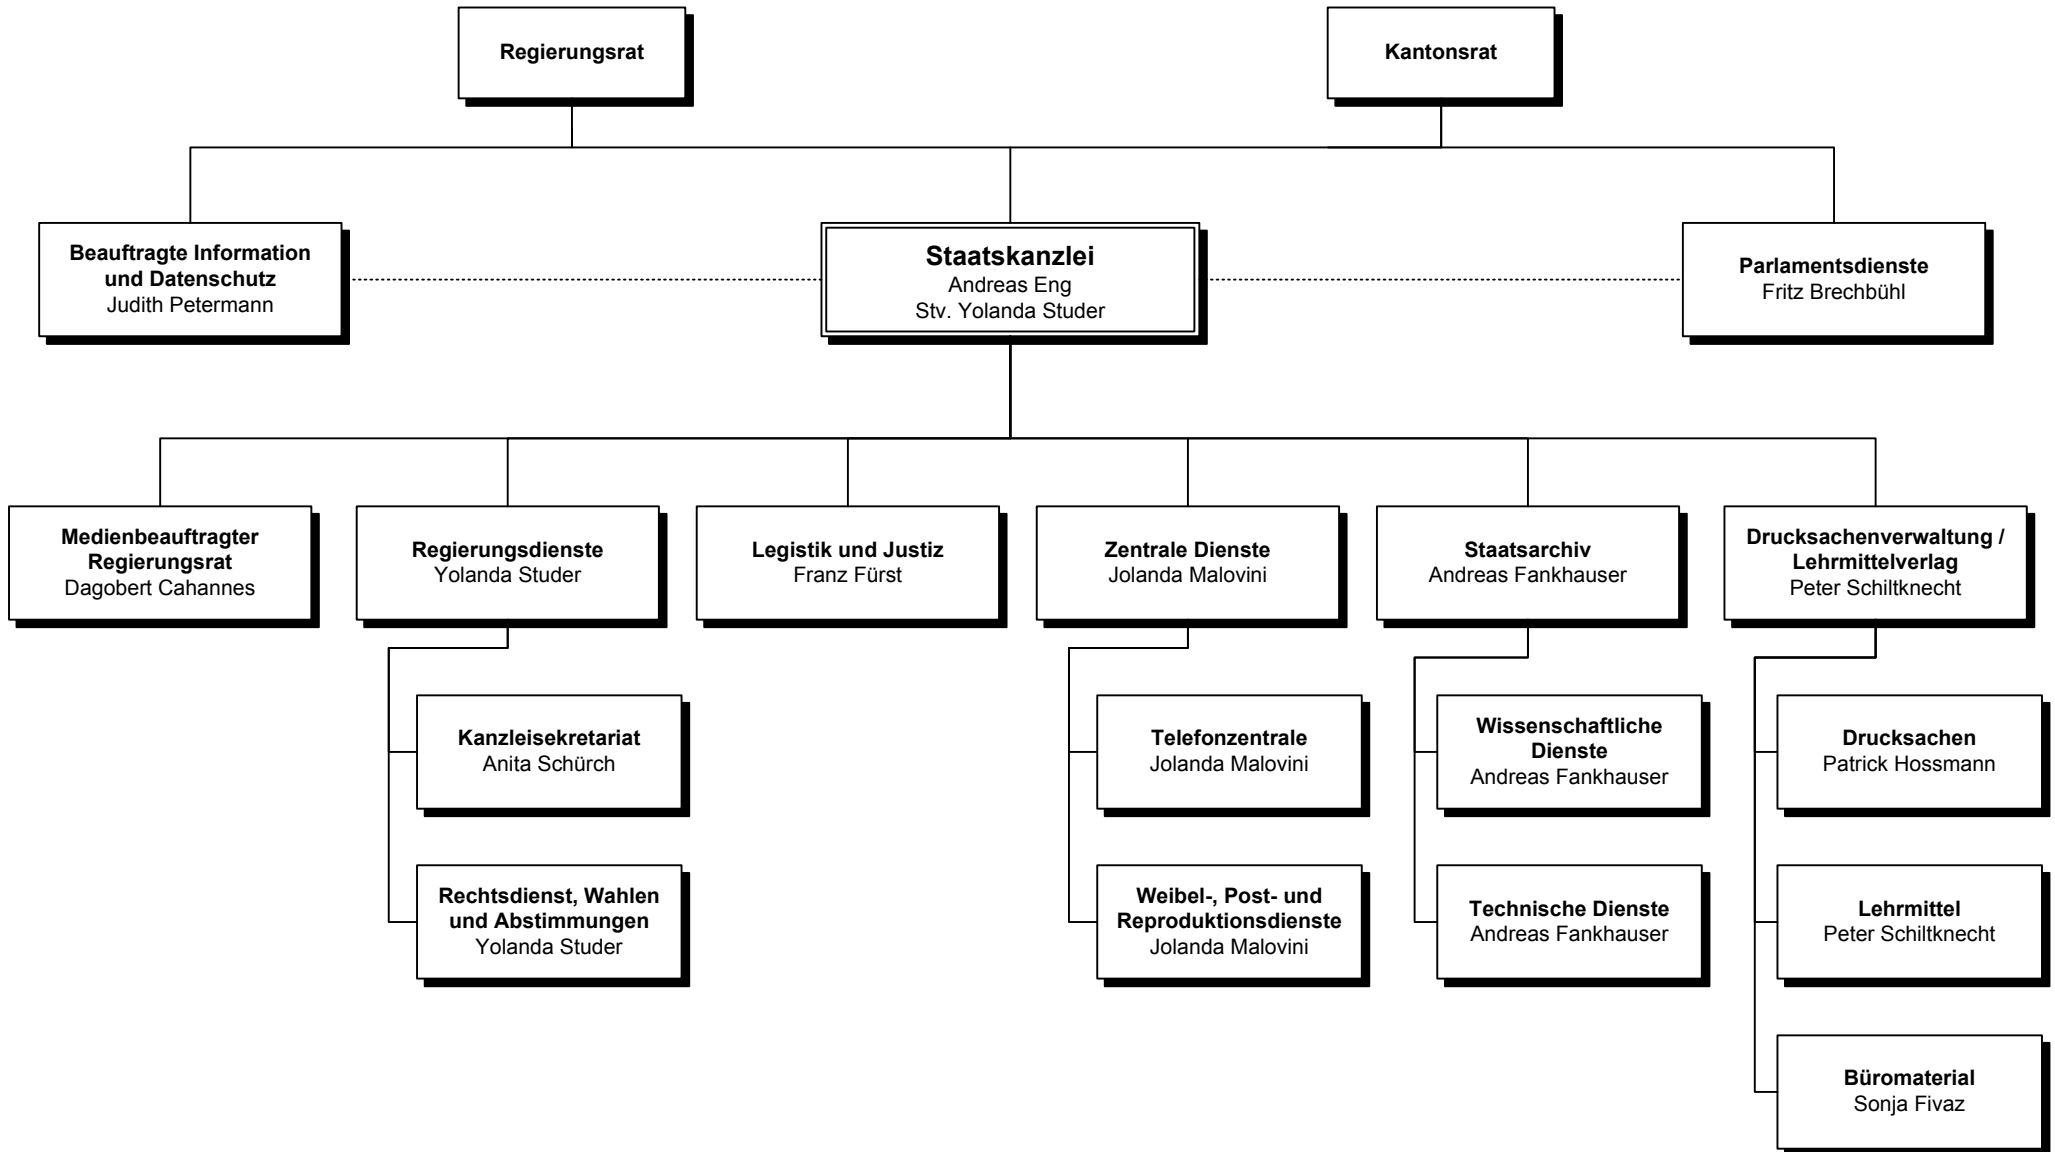 Regierungsrat
Kantonsrat
Beauftragte Information
und Datenschutz
Judith Petermann
Staatskanzlei
Andreas Eng
Stv. Yolanda Studer
Parlamentsdienste
Fritz Brechbühl
Medienbeauftragter
Regierungsrat
Dagobert Cahannes
Regierungsdienste
Yolanda Studer
Legistik und Justiz
Franz Fürst
Zentrale Dienste
Jolanda Malovini
Staatsarchiv
Andreas Fankhauser
Drucksachenverwaltung /
Lehrmittelverlag
Peter Schiltknecht
Kanzleisekretariat
Anita Schürch
Telefonzentrale
Jolanda Malovini
Wissenschaftliche
Dienste
Andreas Fankhauser
Drucksachen
Patrick Hossmann
Rechtsdienst, Wahlen
und Abstimmungen
Yolanda Studer
Weibel-, Post- und
Reproduktionsdienste
Jolanda Malovini
Technische Dienste
Andreas Fankhauser
Lehrmittel
Peter Schiltknecht
Büromaterial
Sonja Fivaz